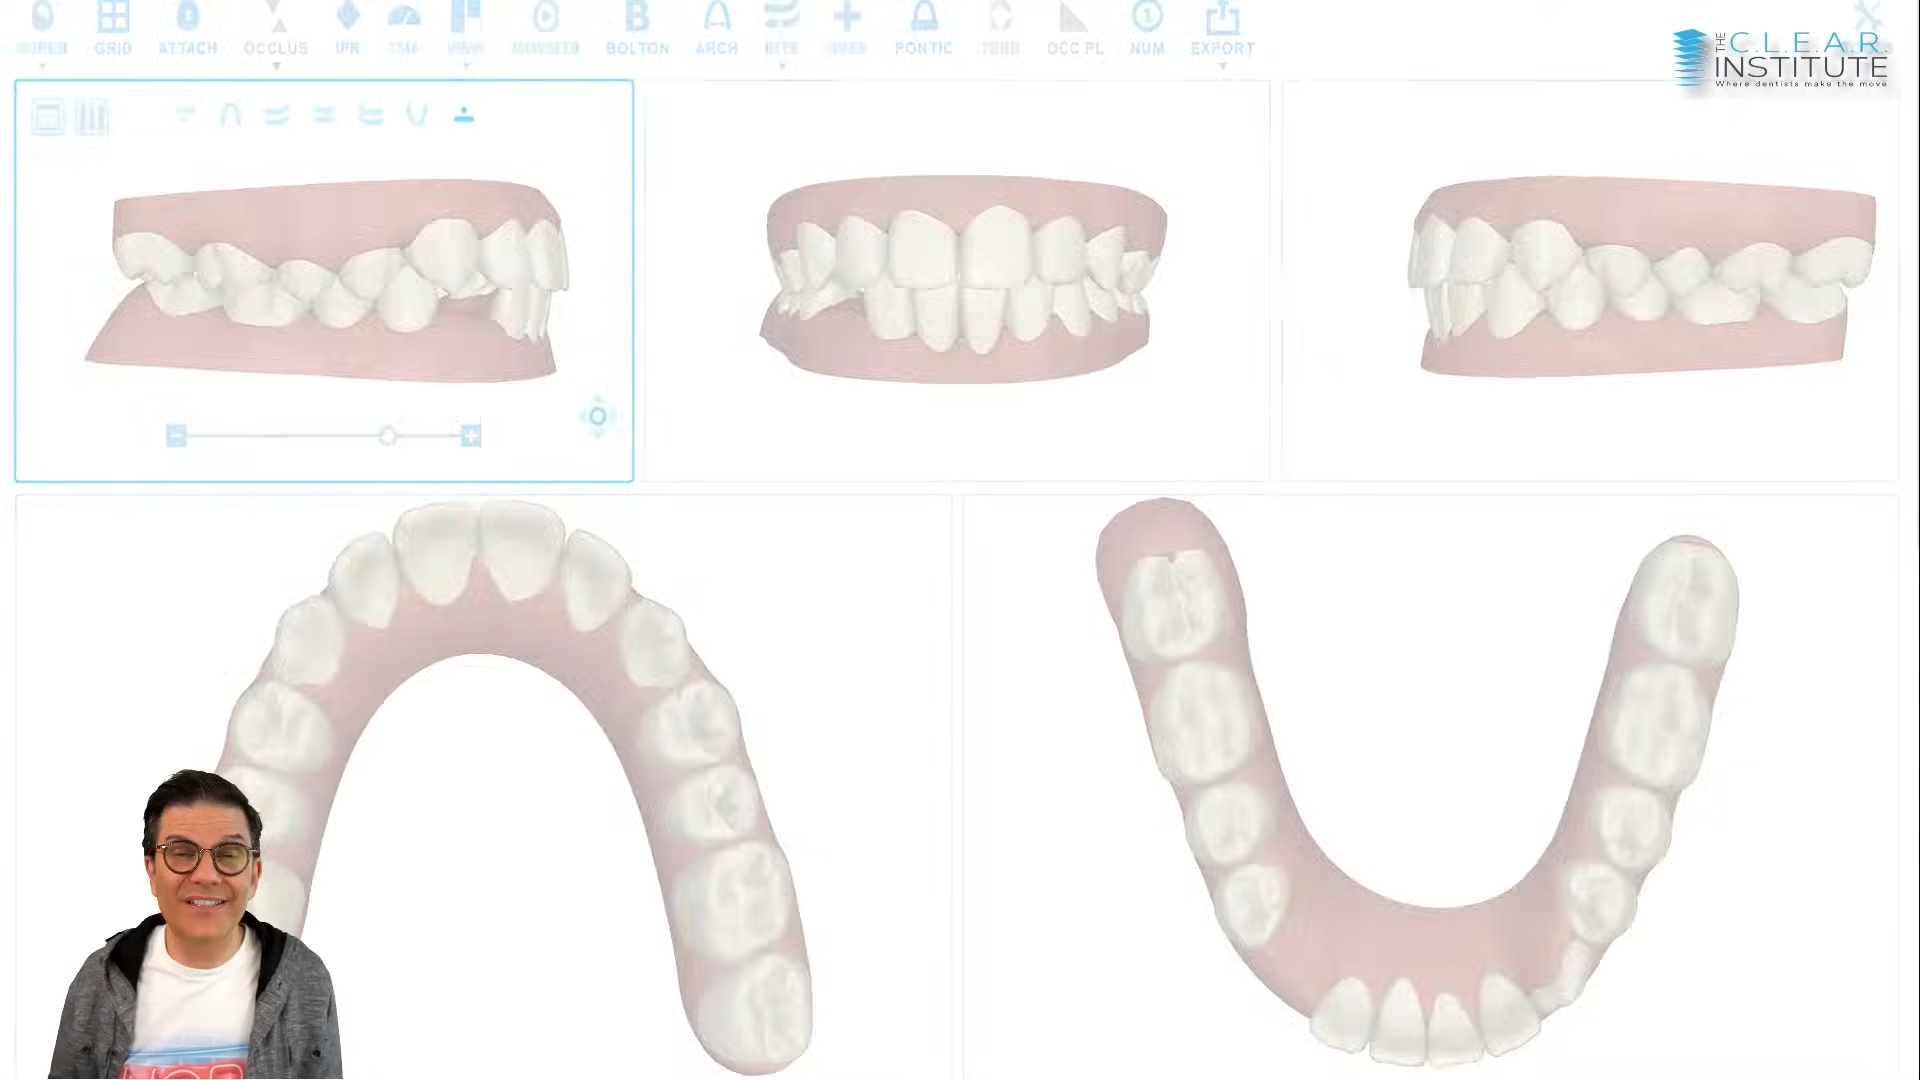 GRID
ATTACH
OCCLUS
IPR
BOLTON
ARCH
BITE
PONTIC
OCC PL
1
NUM
EXPORT
THE
C.L.E.A.R.
INSTITUTE
Where dentists make the move